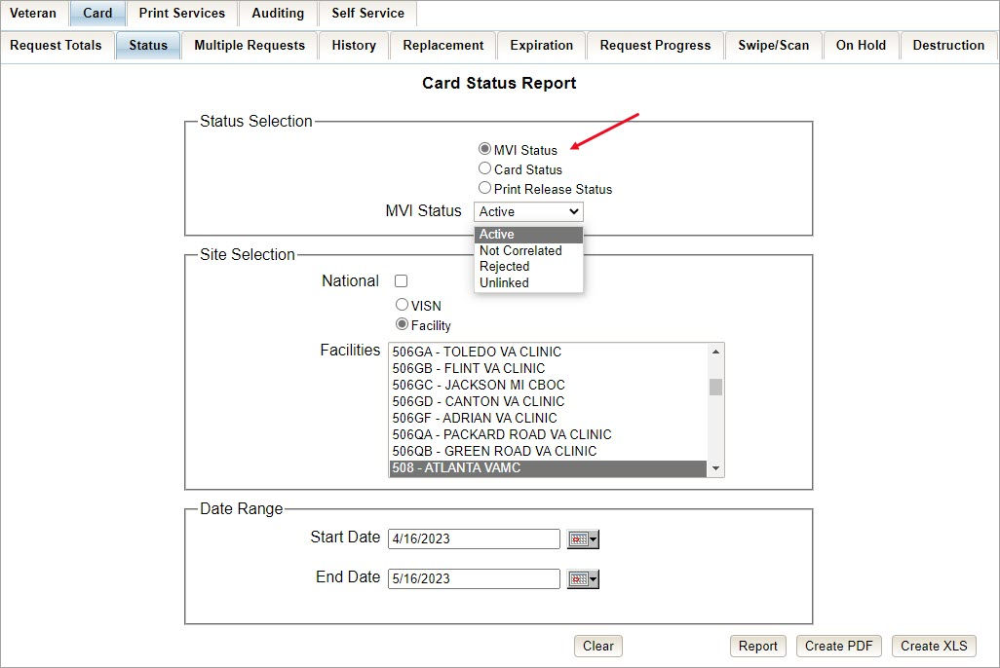 Veteran Card Print Services Auditing Self Service
Request Totals Status Multiple Requests History Replacement Expiration Request Progress Swipe/Scan On Hold Destruction
Card Status Report
Status Selection
MVI Status
Card Status
Print Release Status
MVI Status Active
Active
Not Correlated
Rejected
Unlinked
Site Selection
National
VISN
Facility
Facilities
506GA - TOLEDO VA CLINIC
506GB - FLINT VA CLINIC
506GC - JACKSON MI CBOC
506GD - CANTON VA CLINIC
506GF - ADRIAN VA CLINIC
506QA - PACKARD ROAD VA CLINIC
506QB - GREEN ROAD VA CLINIC
508 - ATLANTA VAMC
Date Range
Start Date 4/16/2023
End Date 5/16/2023
Clear Report Create PDF Create XLS